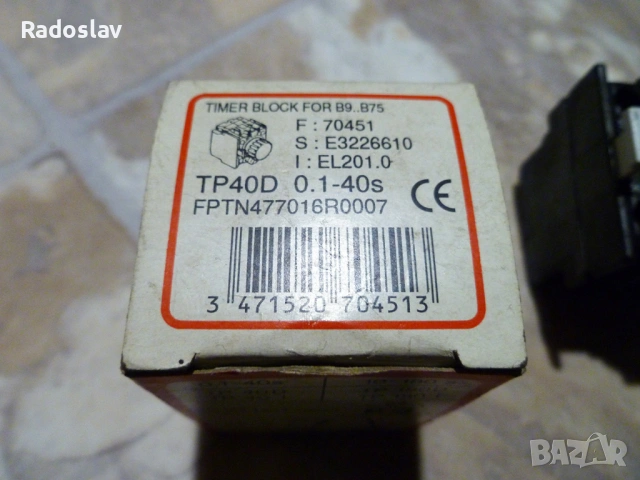 Radoslav
TIMER BLOCK FOR B9..B75
F : 70451
S : E3226610
I : EL201.0
TP40D 0.1-40s
FPTN477016R0007
CE
3 471520 704513
BAZAR